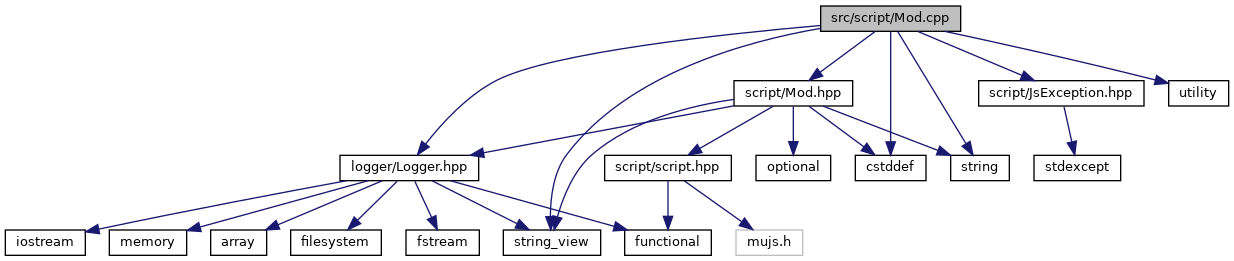 src/script/Mod.cpp
script/Mod.hpp
script/JsException.hpp
utility
logger/Logger.hpp
script/script.hpp
optional
cstddef
string
stdexcept
iostream
memory
array
filesystem
fstream
string_view
functional
mujs.h